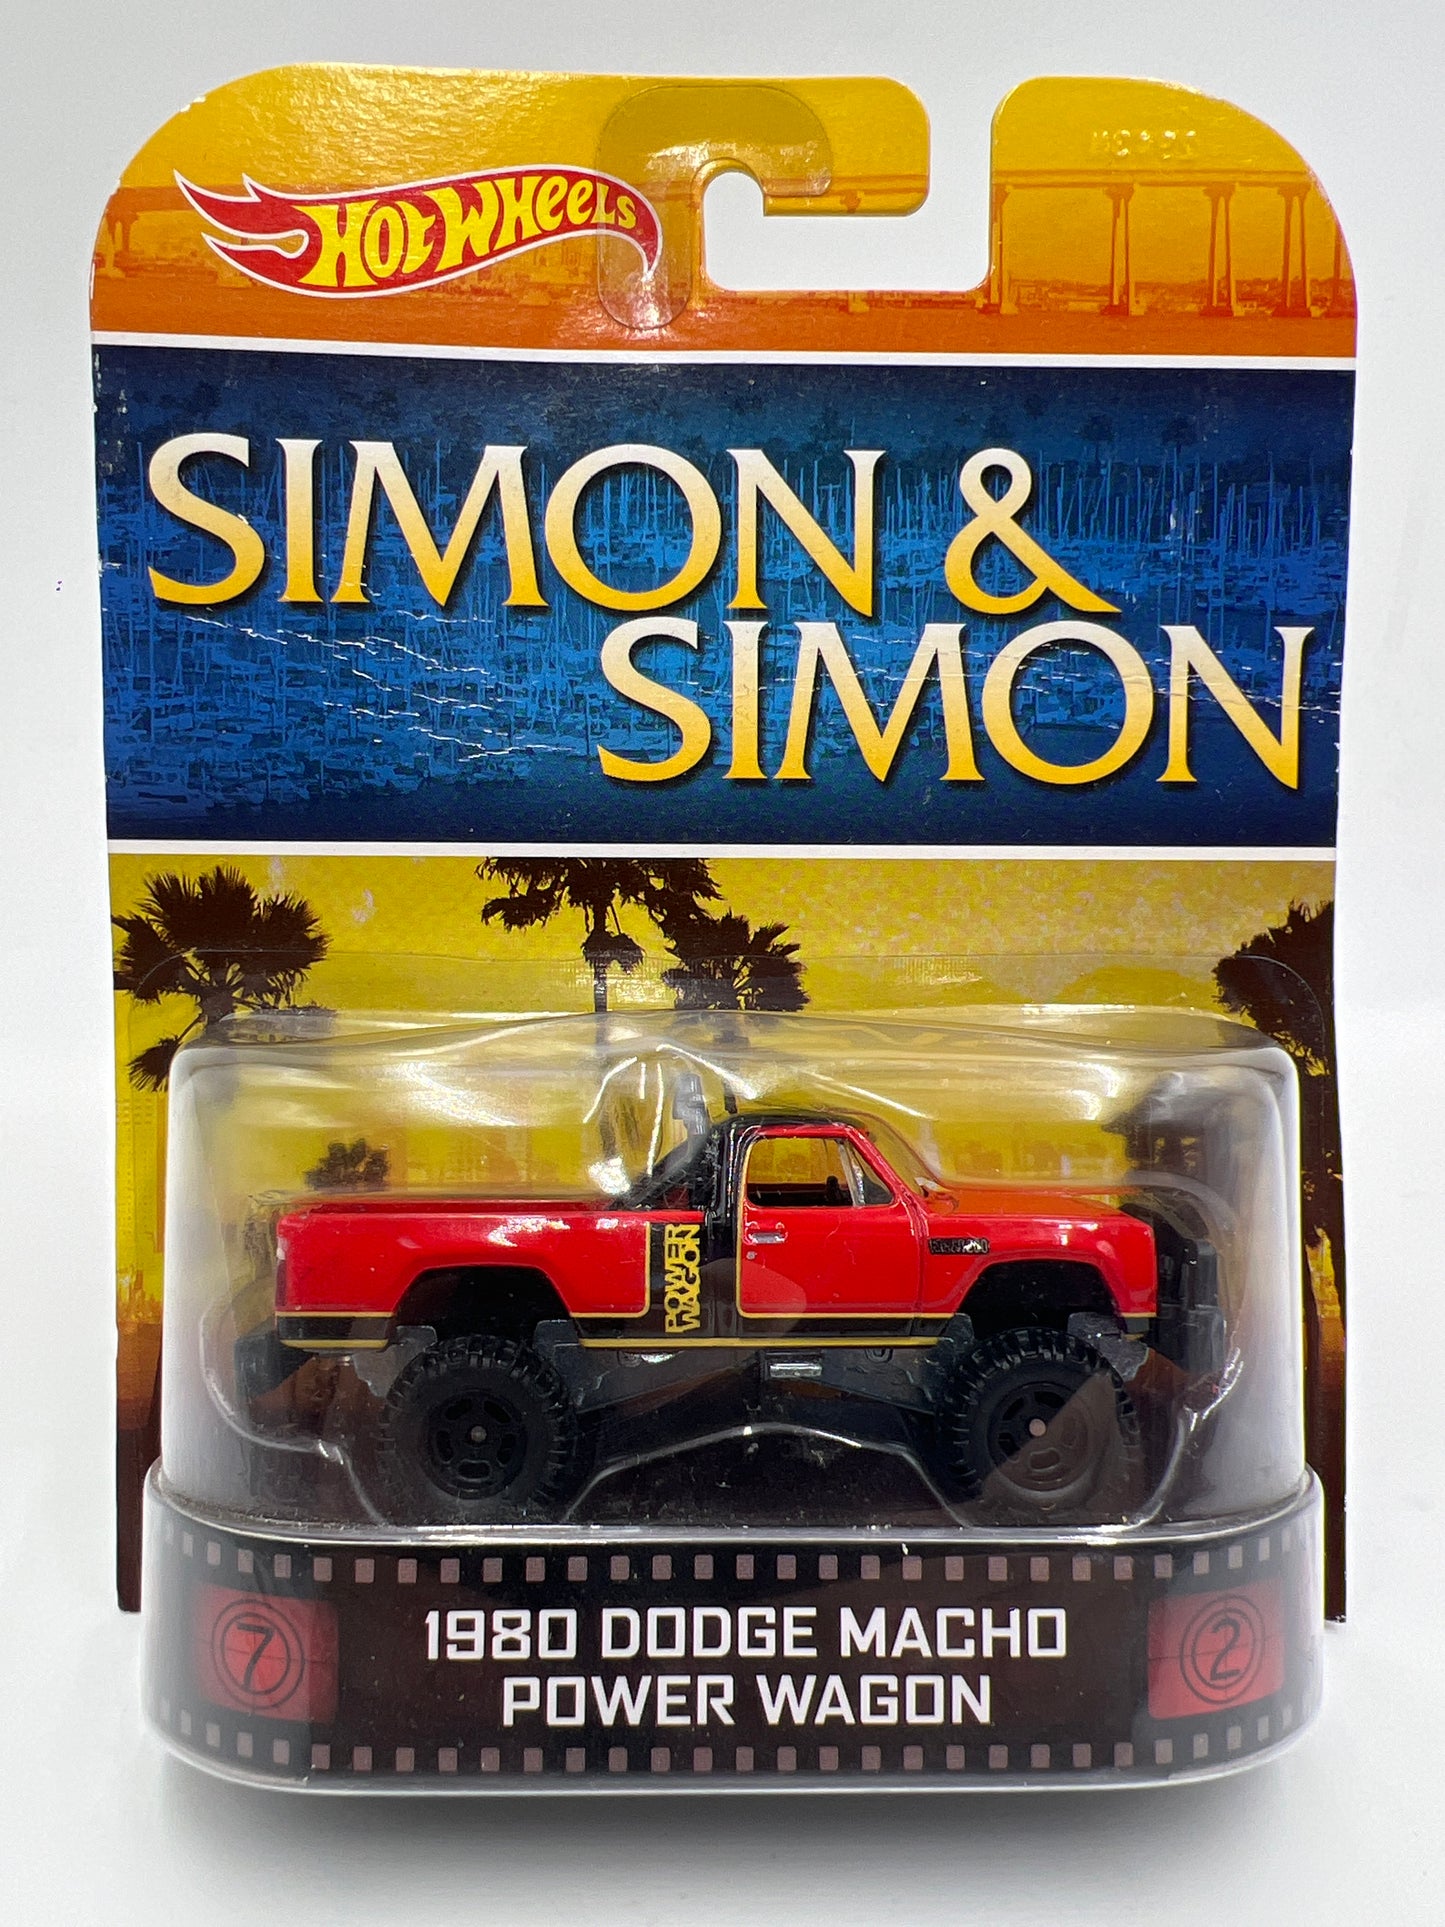 HOT WHEELS
SIMON &
SIMON
POWER
WAGON
1980 DODGE MACHO
POWER WAGON
7
2